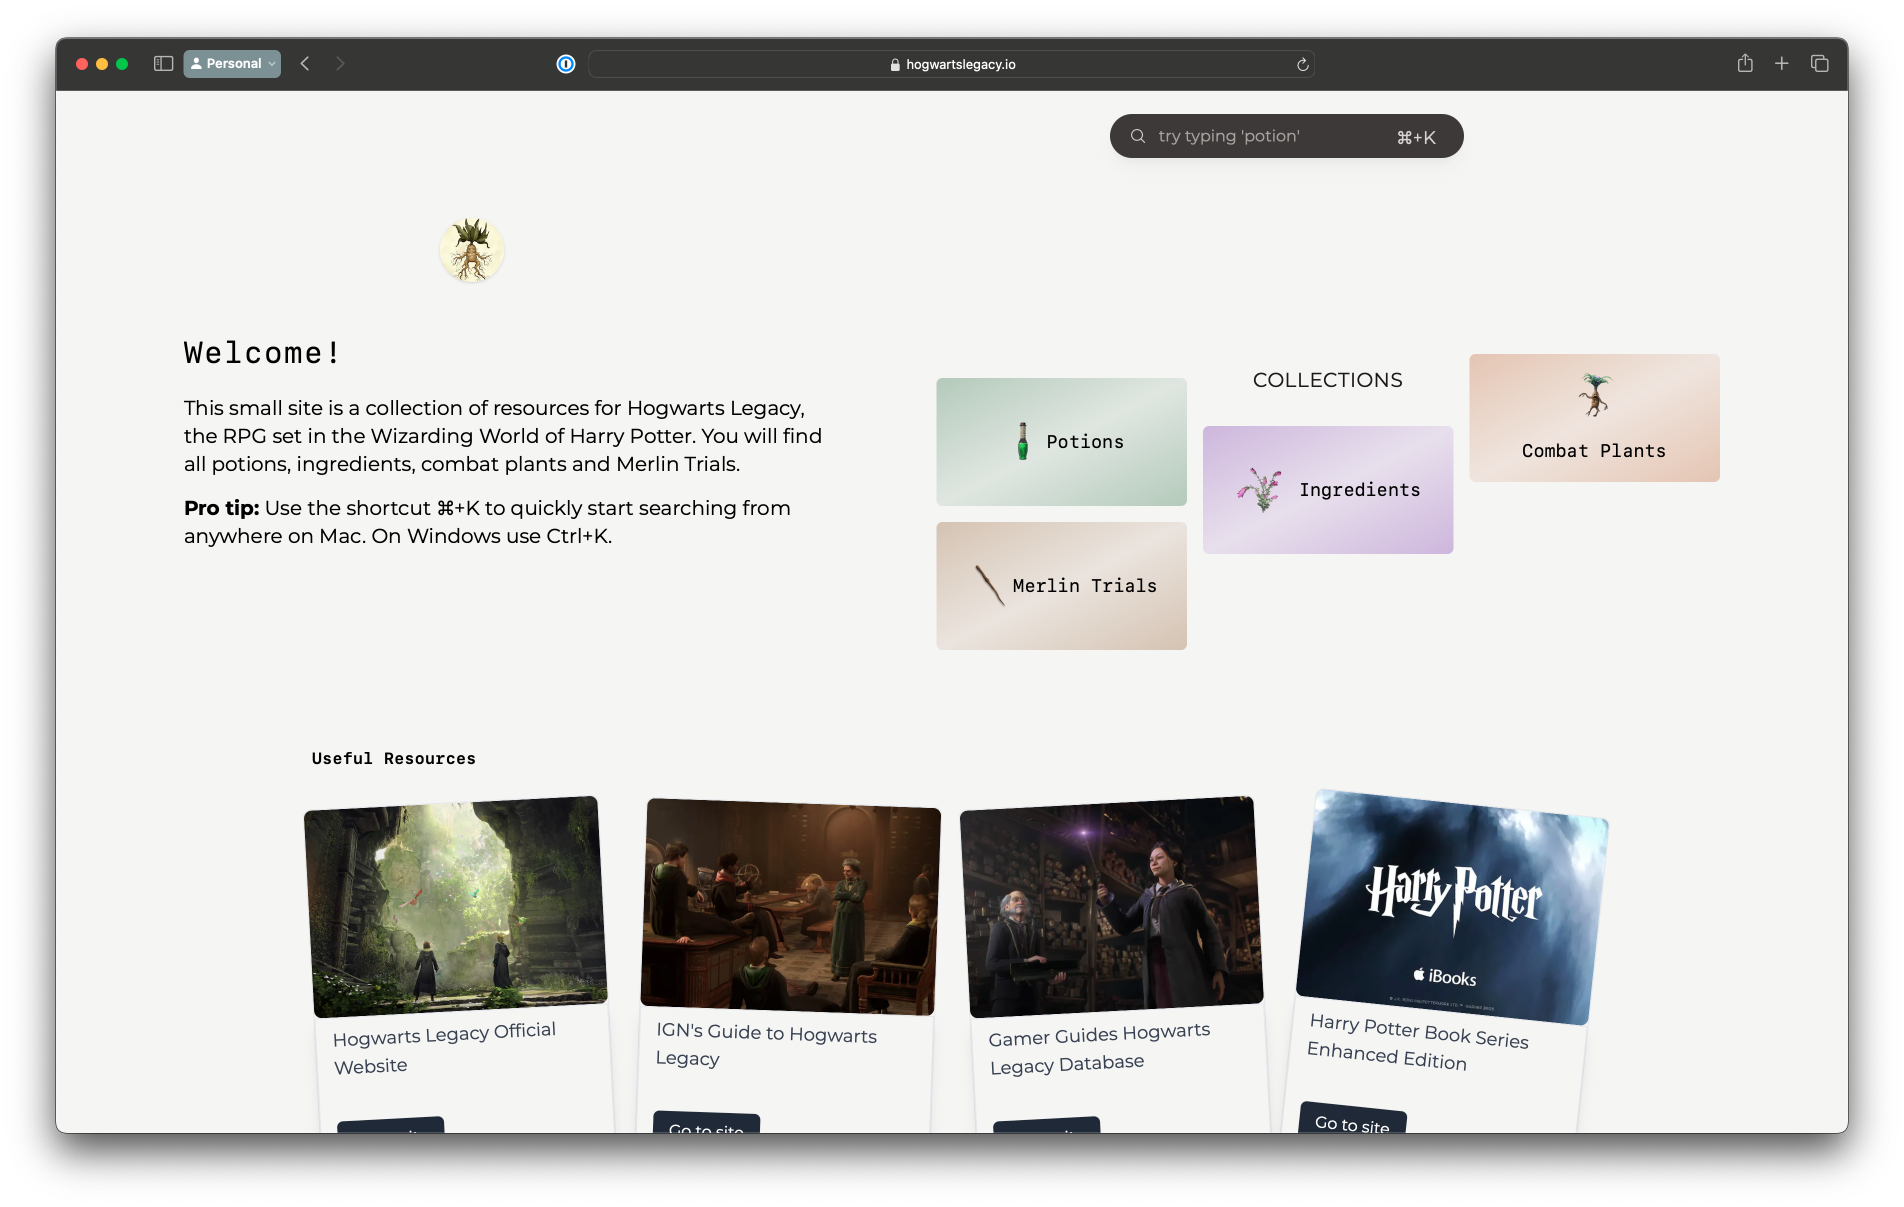 Personal
hogwartslegacy.io
try typing 'potion'
⌘+K
Welcome!
This small site is a collection of resources for Hogwarts Legacy,
the RPG set in the Wizarding World of Harry Potter. You will find
all potions, ingredients, combat plants and Merlin Trials.
Pro tip: Use the shortcut ⌘+K to quickly start searching from
anywhere on Mac. On Windows use Ctrl+K.
COLLECTIONS
Potions
Ingredients
Combat Plants
Merlin Trials
Useful Resources
Harry Potter
iBooks
Hogwarts Legacy Official
Website
IGN's Guide to Hogwarts
Legacy
Gamer Guides Hogwarts
Legacy Database
Harry Potter Book Series
Enhanced Edition
Go to site
Go to site